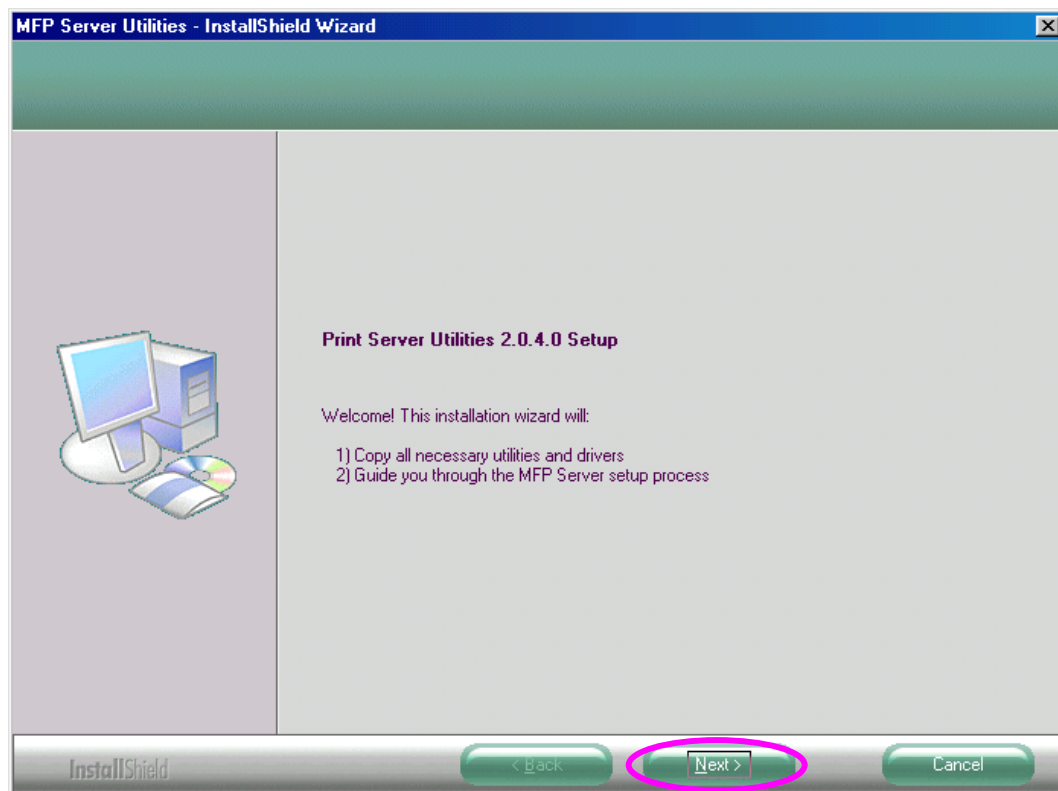 MFP Server Utilities - InstallShield Wizard
Print Server Utilities 2.0.4.0 Setup
Welcome! This installation wizard will:
1) Copy all necessary utilities and drivers
2) Guide you through the MFP Server setup process
InstallShield
< Back
Next >
Cancel